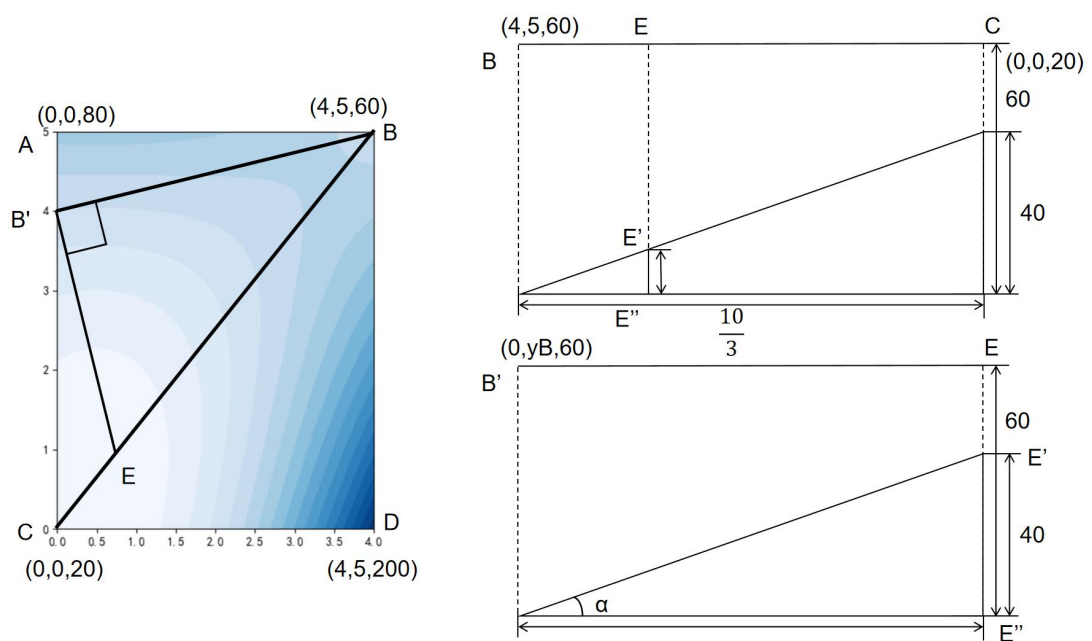 (0,0,80)
(4,5,60)
A
B
B'
5
4
3
2
1
0
E
C
D
0.0 0.5 1.0 1.5 2.0 2.5 3.0 3.5 4.0
(0,0,20)
(4,5,200)
(4,5,60)
E
C
B
(0,0,20)
60
E’
40
E”
10
3
(0,yB,60)
E
B’
60
E’
40
α
E”